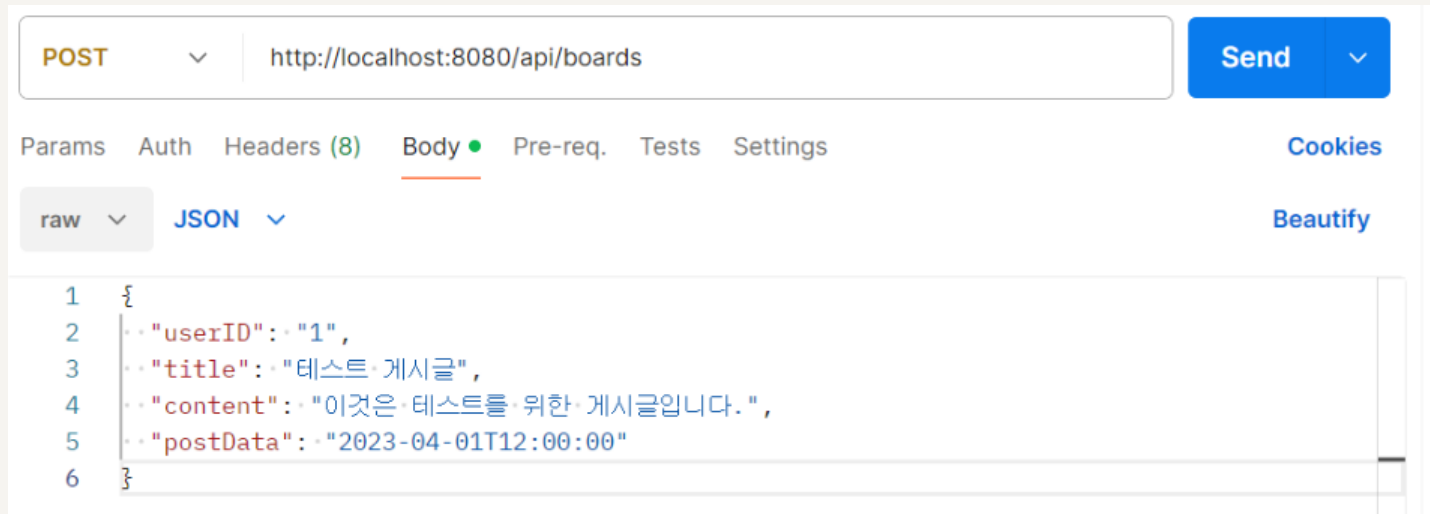 POST http://localhost:8080/api/boards Send
Params Auth Headers (8) Body Pre-req. Tests Settings Cookies
raw JSON Beautify
1 {
2 "userID": "1",
3 "title": "테스트 게시글",
4 "content": "이것은 테스트를 위한 게시글입니다.",
5 "postData": "2023-04-01T12:00:00"
6 }